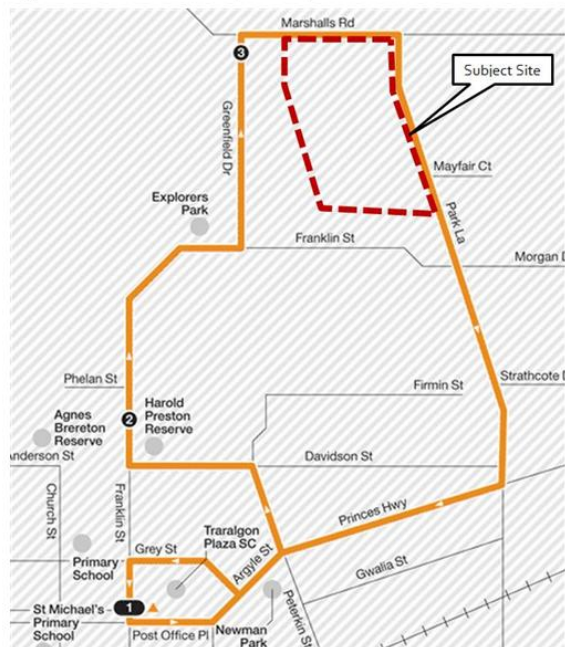 Marshalls Rd
3
Subject Site
Greenfield Dr
Mayfair Ct
Explorers
Park
Park La
Franklin St
Morgan D
Phelan St
Strathcote D
Firmin St
2
Harold
Preston
Reserve
Agnes
Brereton
Reserve
Anderson St
Davidson St
Church St
Franklin St
Princes Hwy
Traralgon
Plaza SC
Grey St
Argyle St
Primary
School
Gwalia St
1
St Michael's
Primary
School
Peterkin St
Post Office Pl
Newman
Park